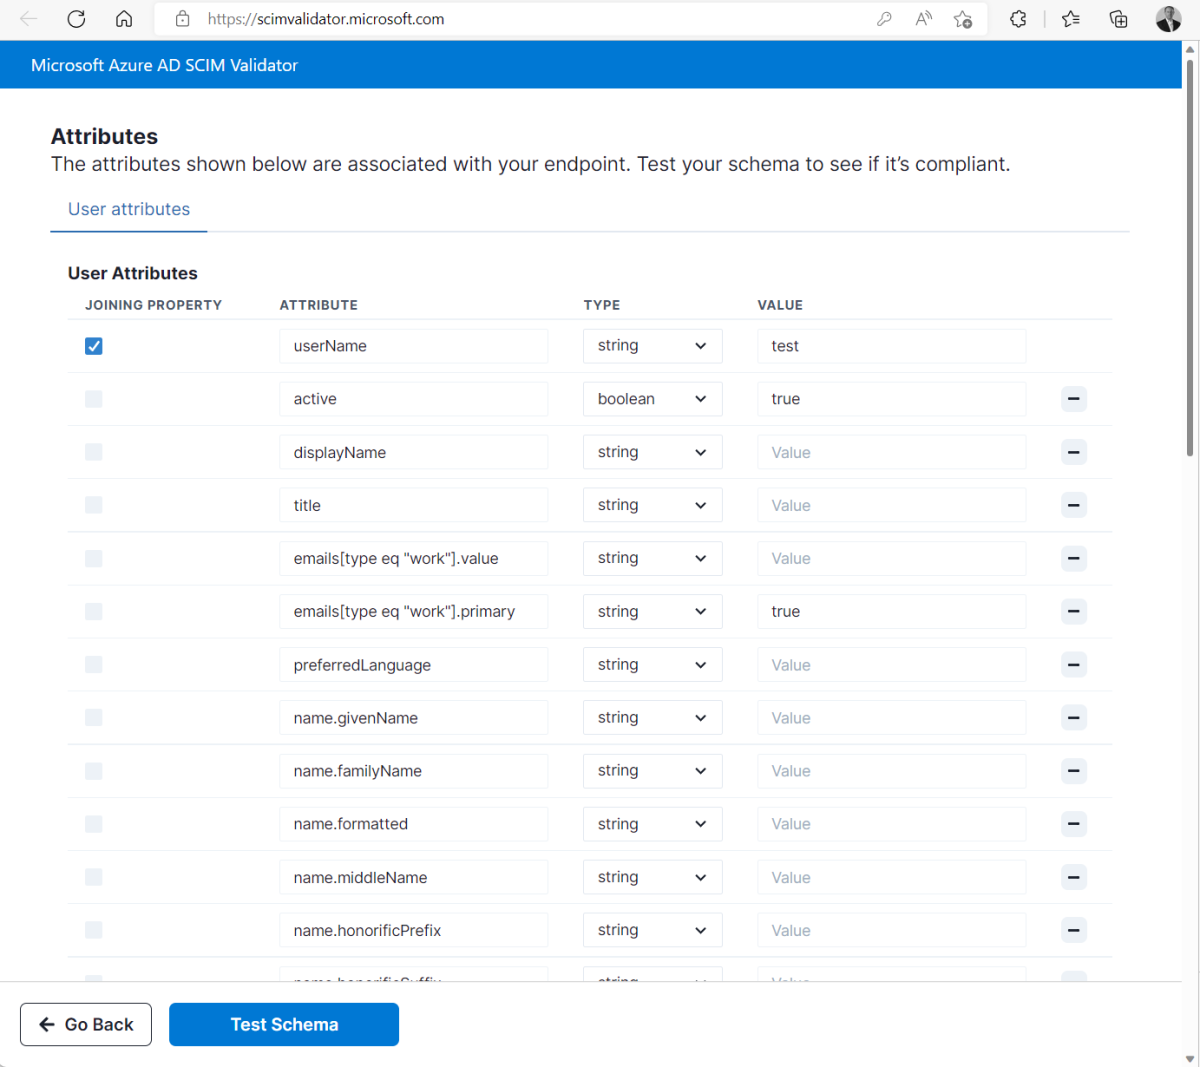 https://scimvalidator.microsoft.com
Microsoft Azure AD SCIM Validator
Attributes
The attributes shown below are associated with your endpoint. Test your schema to see if it's compliant.
User attributes
User Attributes
JOINING PROPERTY ATTRIBUTE TYPE VALUE
userName string test
active boolean true
displayName string Value
title string Value
emails[type eq "work"].value string Value
emails[type eq "work"].primary string true
preferredLanguage string Value
name.givenName string Value
name.familyName string Value
name.formatted string Value
name.middleName string Value
name.honorificPrefix string Value
name.honorificSuffix string Value
Go Back Test Schema